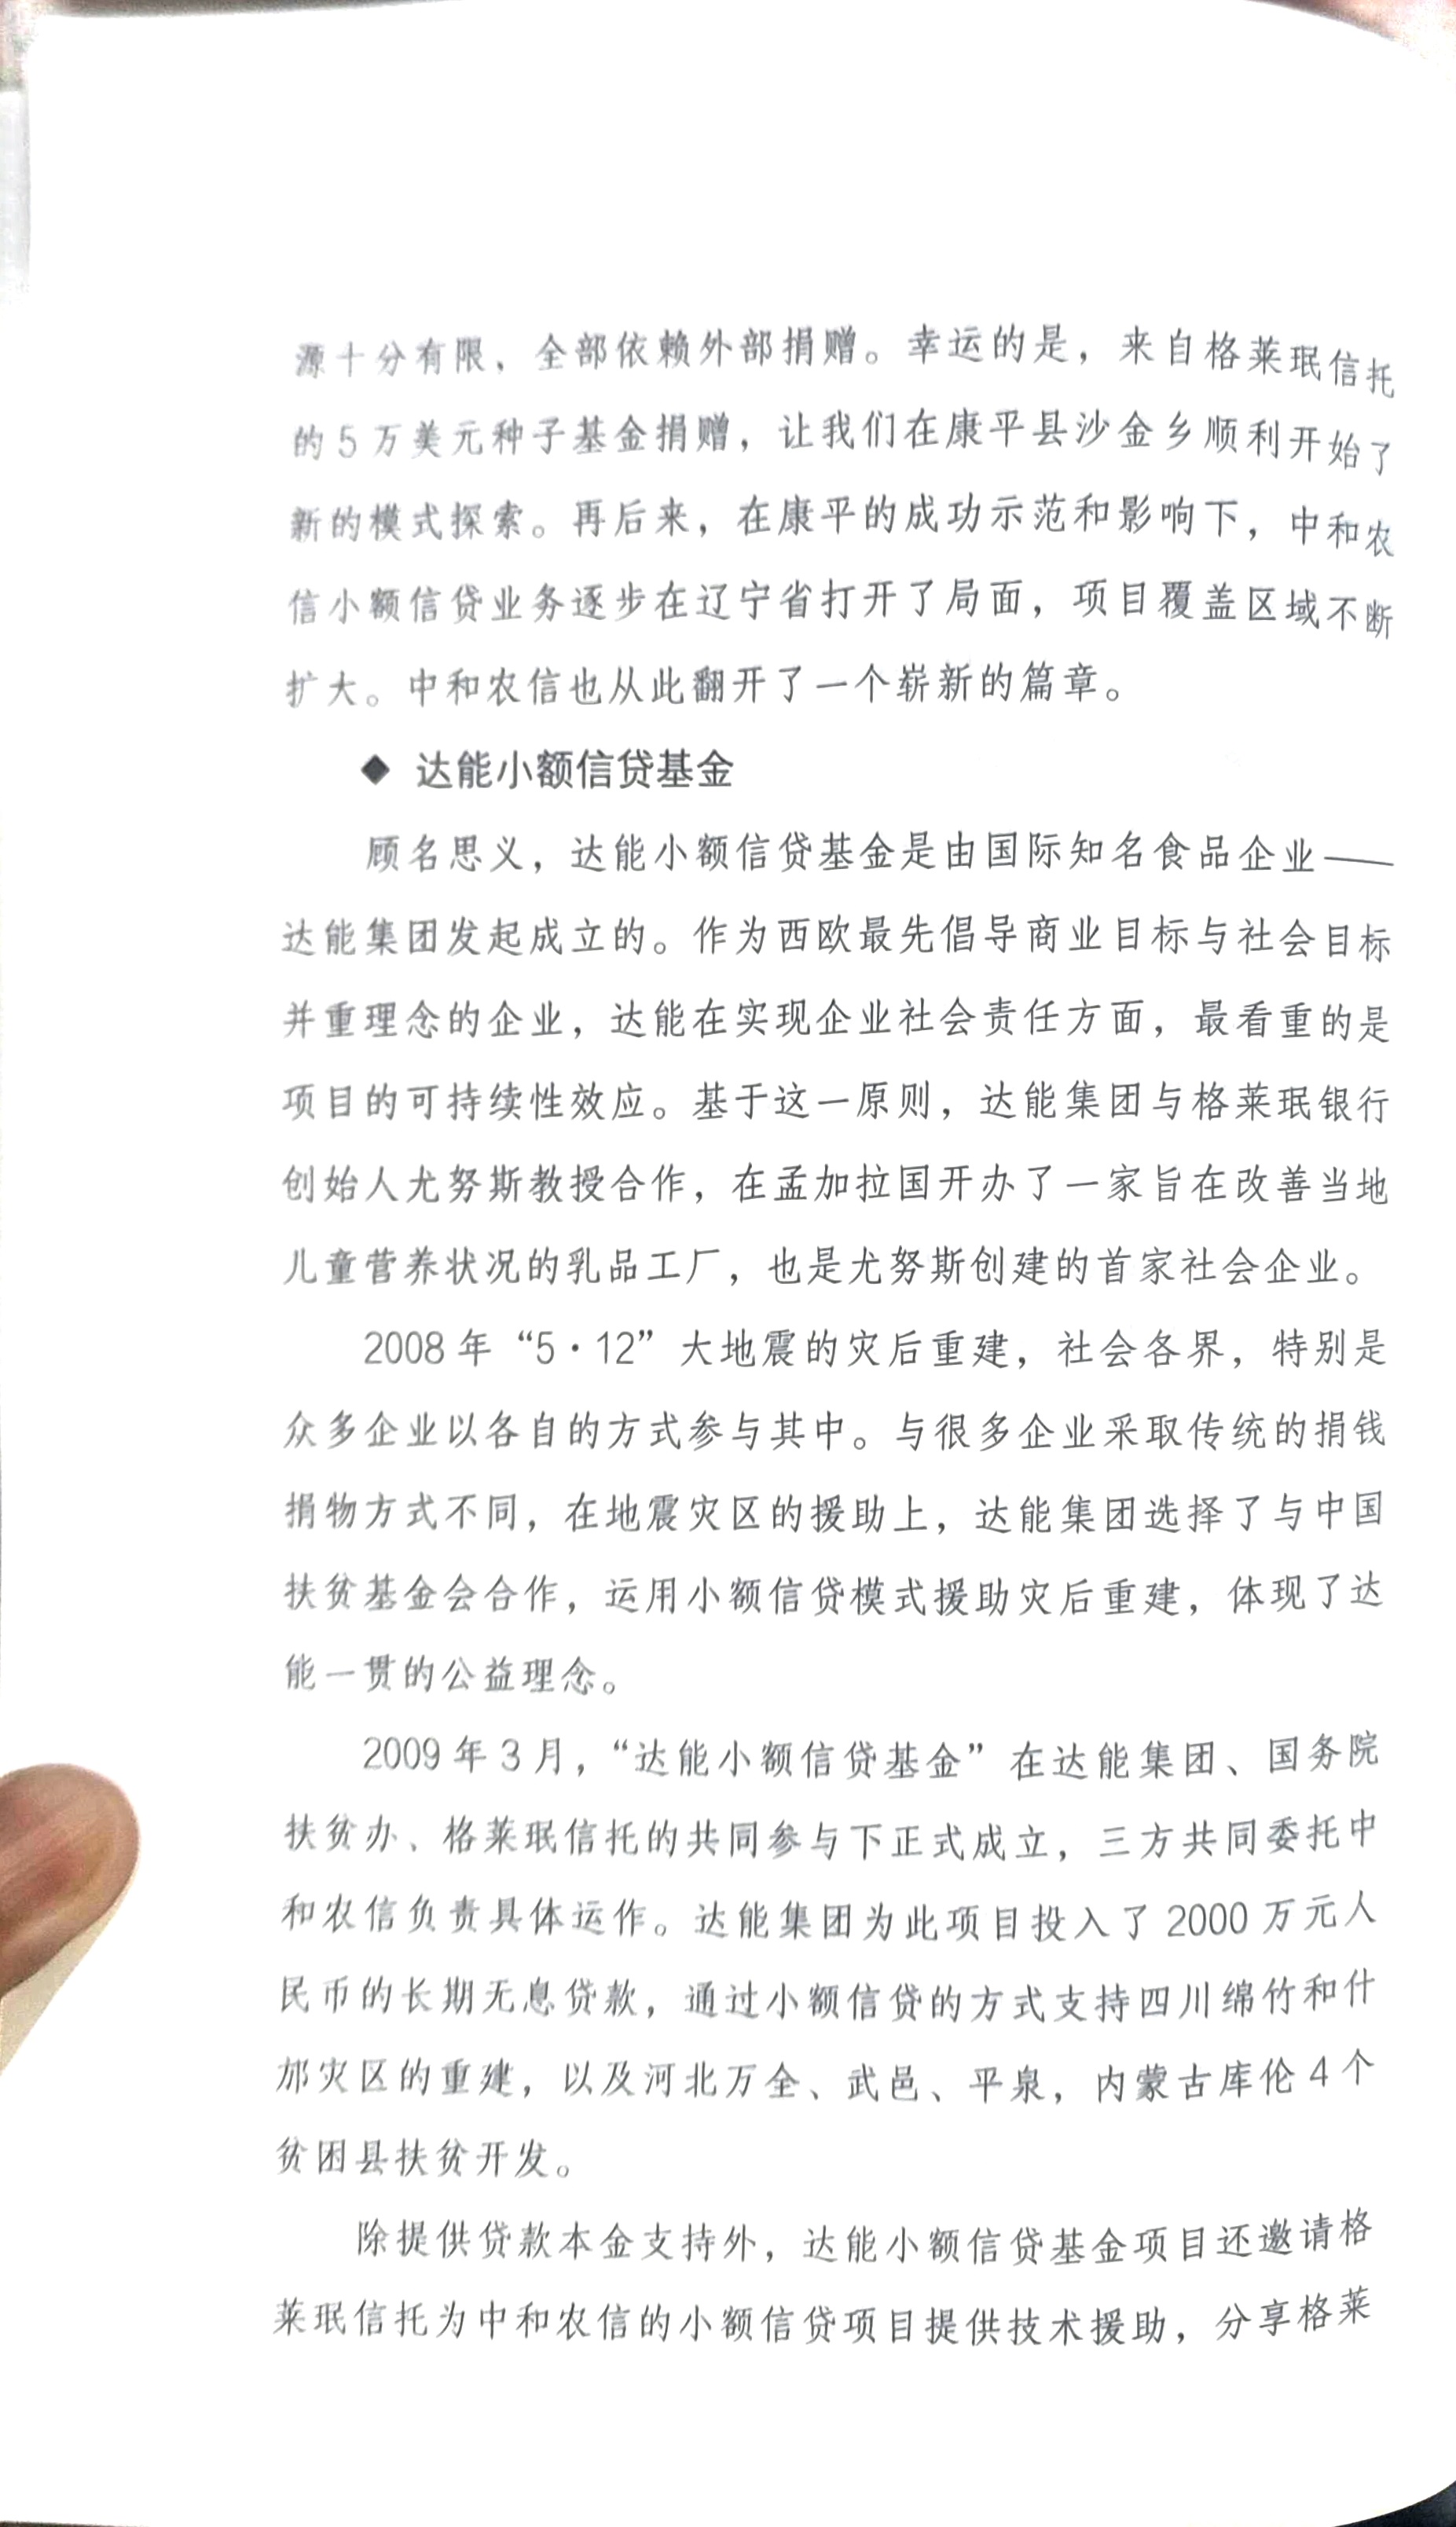 源十分有限、全部依赖外部捐赠。幸运的是，来自格莱珉信托
的5万美元种子基金捐赠，让我们在康平县沙金乡顺利开始了
新的模式探索。再后来，在康平的成功示范和影响下，中和农
信小额信贷业务逐步在辽宁省打开了局面，项目覆盖区域不断
扩大。中和农信也从此翻开了一个崭新的篇章。
◆ 达能小额信贷基金
顾名思义，达能小额信贷基金是由国际知名食品企业——
达能集团发起成立的。作为西欧最先倡导商业目标与社会目标
并重理念的企业，达能在实现企业社会责任方面，最看重的是
项目的可持续性效应。基于这一原则，达能集团与格莱珉银行
创始人尤努斯教授合作，在孟加拉国开办了一家旨在改善当地
儿童营养状况的乳品工厂，也是尤努斯创建的首家社会企业。
2008年“5·12”大地震的灾后重建，社会各界，特别是
众多企业以各自的方式参与其中。与很多企业采取传统的捐钱
捐物方式不同，在地震灾区的援助上，达能集团选择了与中国
扶贫基金会合作，运用小额信贷模式援助灾后重建，体现了达
能一贯的公益理念。
2009年3月，“达能小额信贷基金”在达能集团、国务院
扶贫办、格莱珉信托的共同参与下正式成立，三方共同委托中
和农信负责具体运作。达能集团为此项目投入了2000万元人
民币的长期无息贷款，通过小额信贷的方式支持四川绵竹和什
邡灾区的重建，以及河北万全、武邑、平泉，内蒙古库伦4个
贫困县扶贫开发。
除提供贷款本金支持外，达能小额信贷基金项目还邀请格
莱珉信托为中和农信的小额信贷项目提供技术援助，分享格莱